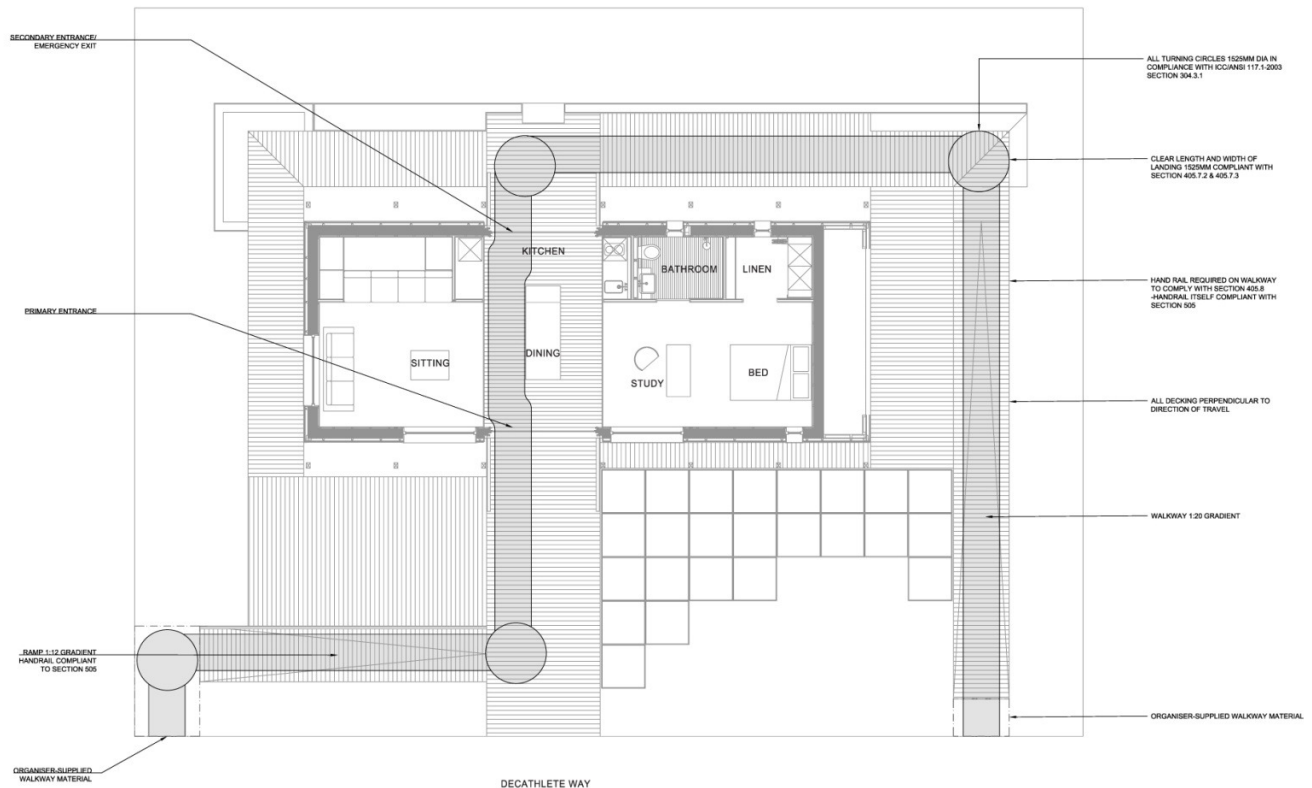 SECONDARY ENTRANCE/
EMERGENCY EXIT
ALL TURNING CIRCLES 1525MM DIA IN
COMPLIANCE WITH ICC/ANSI 117.1-2003
SECTION 304.3.1
CLEAR LENGTH AND WIDTH OF
LANDING 1525MM COMPLIANT WITH
SECTION 405.7.2 & 405.7.3
KITCHEN
BATHROOM
LINEN
HAND RAIL REQUIRED ON WALKWAY
TO COMPLY WITH SECTION 405.8
-HANDRAIL ITSELF COMPLIANT WITH
SECTION 505
PRIMARY ENTRANCE
SITTING
DINING
STUDY
BED
ALL DECKING PERPENDICULAR TO
DIRECTION OF TRAVEL
WALKWAY 1:20 GRADIENT
RAMP 1:12 GRADIENT
HANDRAIL COMPLIANT
TO SECTION 505
ORGANISER-SUPPLIED WALKWAY MATERIAL
ORGANISER-SUPPLIED
WALKWAY MATERIAL
DECATHLETE WAY